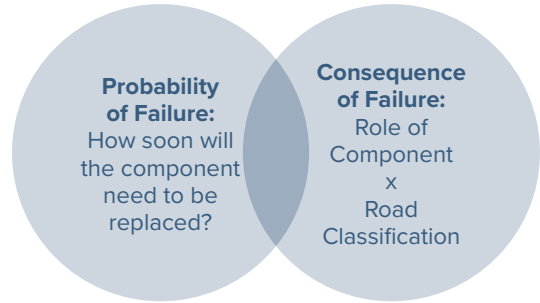 Probability
of Failure:
How soon will
the component
need to be
replaced?
Consequence
of Failure:
Role of
Component
x
Road
Classification